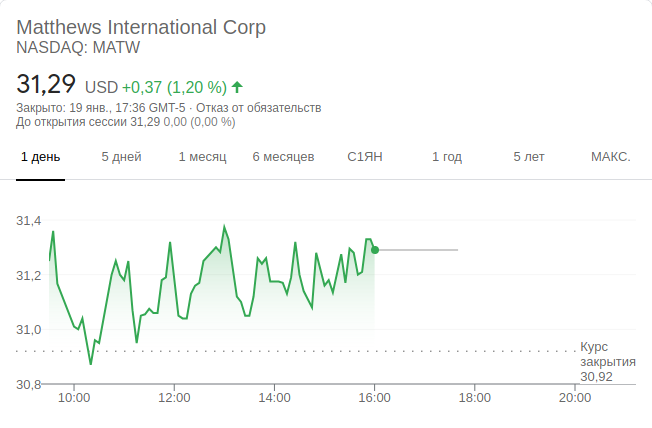 Matthews International Corp
NASDAQ: MATW
31,29 USD +0,37 (1,20 %)
Закрыто: 19 янв., 17:36 GMT-5 · Отказ от обязательств
До открытия сессии 31,29 0,00 (0,00 %)
1 день 5 дней 1 месяц 6 месяцев С1ЯН 1 год 5 лет МАКС.
31,4
31,2
31,0
Курс
закрытия
30,92
30,8
10:00 12:00 14:00 16:00 18:00 20:00